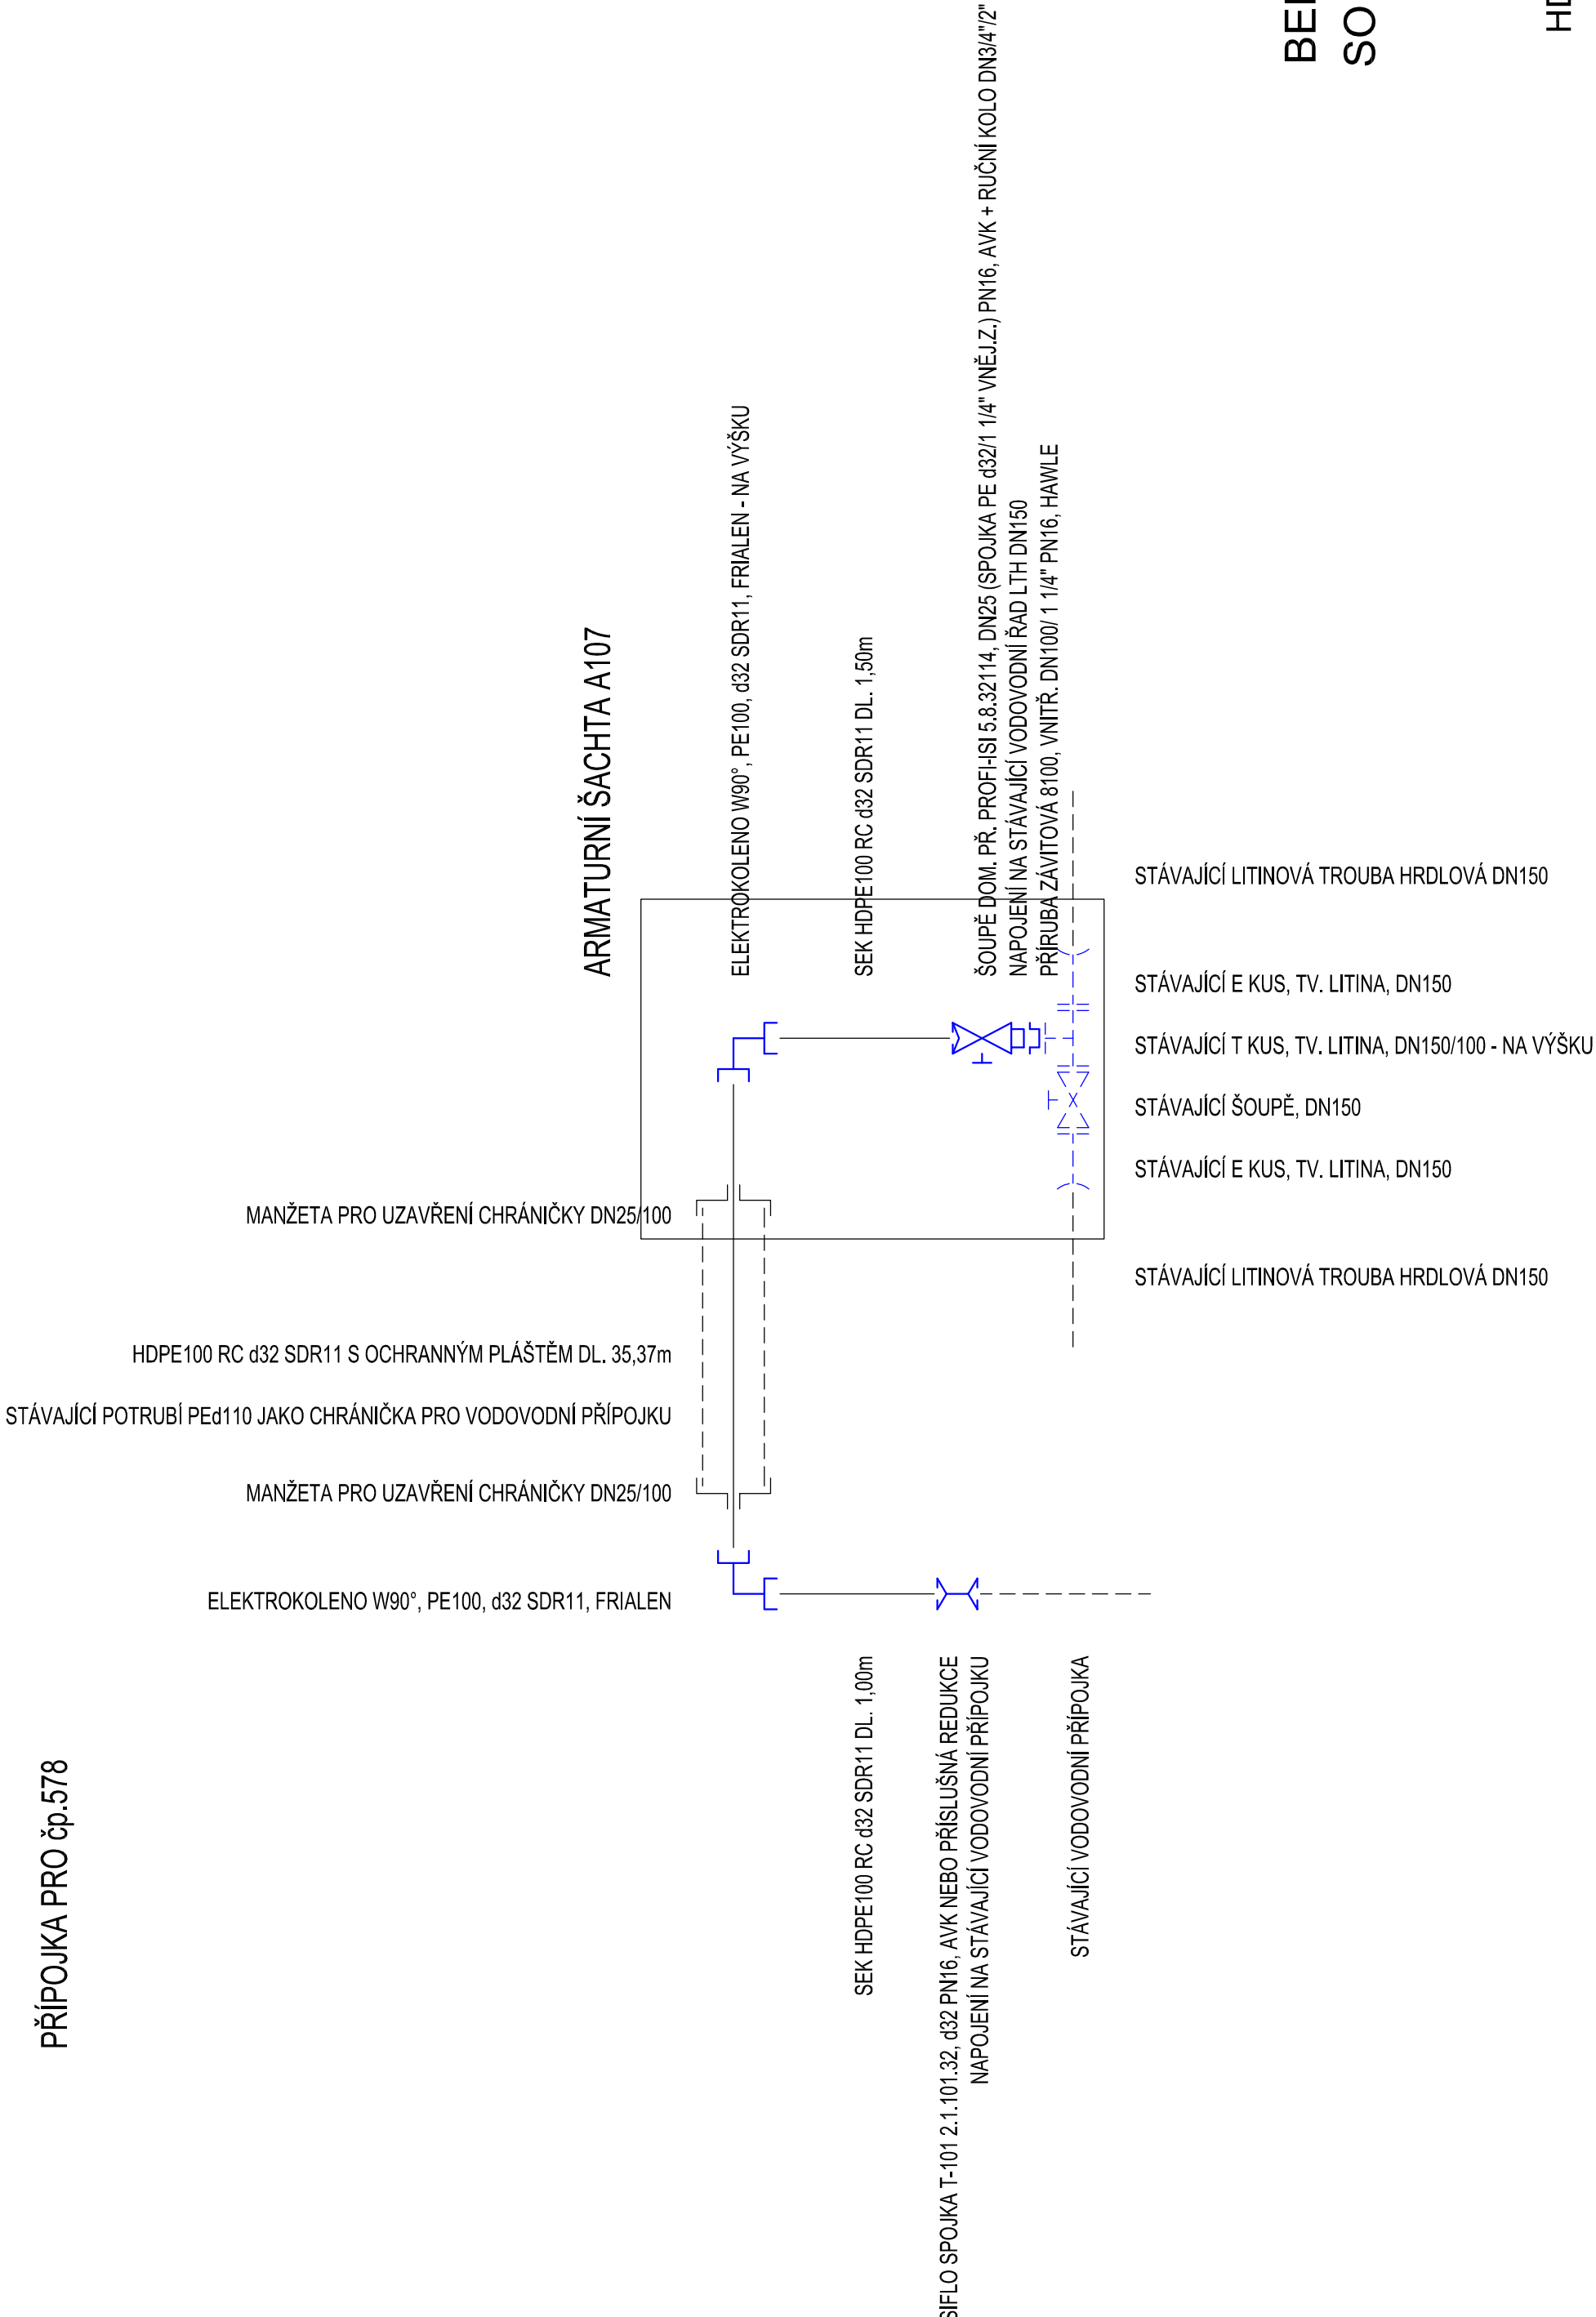 BE
SO
ARMATURNÍ ŠACHTA A107
ELEKTROKOLENO W90°, PE100, d32 SDR11, FRIALEN - NA VÝŠKU
SEK HDPE100 RC d32 SDR11 DL. 1,50m
ŠOUPĚ DOM. PŘ. PROFI-ISI 5.8.32114, DN25 (SPOJKA PE d32/1 1/4" VNĚJ.Z.) PN16, AVK + RUČNÍ KOLO DN3/4"/2"
NAPOJENÍ NA STÁVAJÍCÍ VODOVODNÍ ŘAD LTH DN150
PŘÍRUBA ZÁVITOVÁ 8100, VNITŘ. DN100/ 1 1/4" PN16, HAWLE
STÁVAJÍCÍ LITINOVÁ TROUBA HRDLOVÁ DN150
STÁVAJÍCÍ E KUS, TV. LITINA, DN150
STÁVAJÍCÍ T KUS, TV. LITINA, DN150/100 - NA VÝŠKU
STÁVAJÍCÍ ŠOUPĚ, DN150
STÁVAJÍCÍ E KUS, TV. LITINA, DN150
STÁVAJÍCÍ LITINOVÁ TROUBA HRDLOVÁ DN150
MANŽETA PRO UZAVŘENÍ CHRÁNIČKY DN25/100
HDPE100 RC d32 SDR11 S OCHRANNÝM PLÁŠTĚM DL. 35,37m
STÁVAJÍCÍ POTRUBÍ PEd110 JAKO CHRÁNIČKA PRO VODOVODNÍ PŘÍPOJKU
MANŽETA PRO UZAVŘENÍ CHRÁNIČKY DN25/100
ELEKTROKOLENO W90°, PE100, d32 SDR11, FRIALEN
PŘÍPOJKA PRO čp.578
SEK HDPE100 RC d32 SDR11 DL. 1,00m
SIFLO SPOJKA T-101 2.1.101.32, d32 PN16, AVK NEBO PŘÍSLUŠNÁ REDUKCE
NAPOJENÍ NA STÁVAJÍCÍ VODOVODNÍ PŘÍPOJKU
STÁVAJÍCÍ VODOVODNÍ PŘÍPOJKA